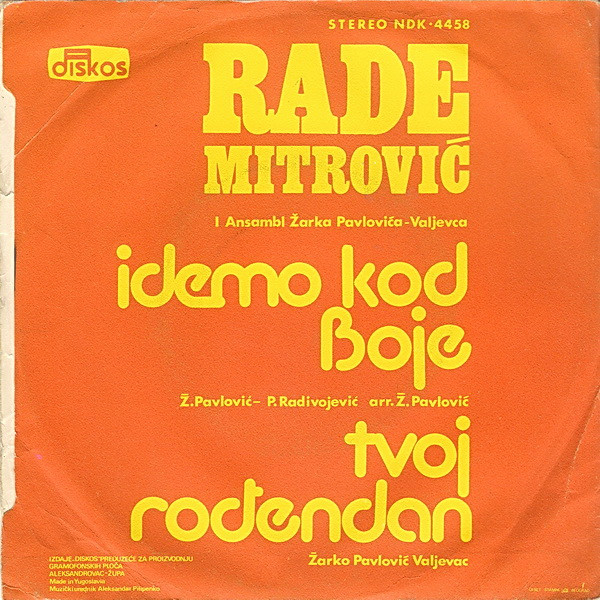 STEREO NDK·4458
diskos
RADE
MITROVIĆ
I Ansambl Žarka Pavlovića-Valjevca
idemo kod
Boje
Ž.Pavlović- P.Radivojević arr.Ž.Pavlović
tvoj
rođendan
Žarko Pavlović Valjevac
IZDAJE „DISKOS" PREDUZEĆE ZA PROIZVODNJU
GRAMOFONSKIH PLOČA
ALEKSANDROVAC-ŽUPA
Made in Yugoslavia
Muzički urednik Aleksandar Pilipenko